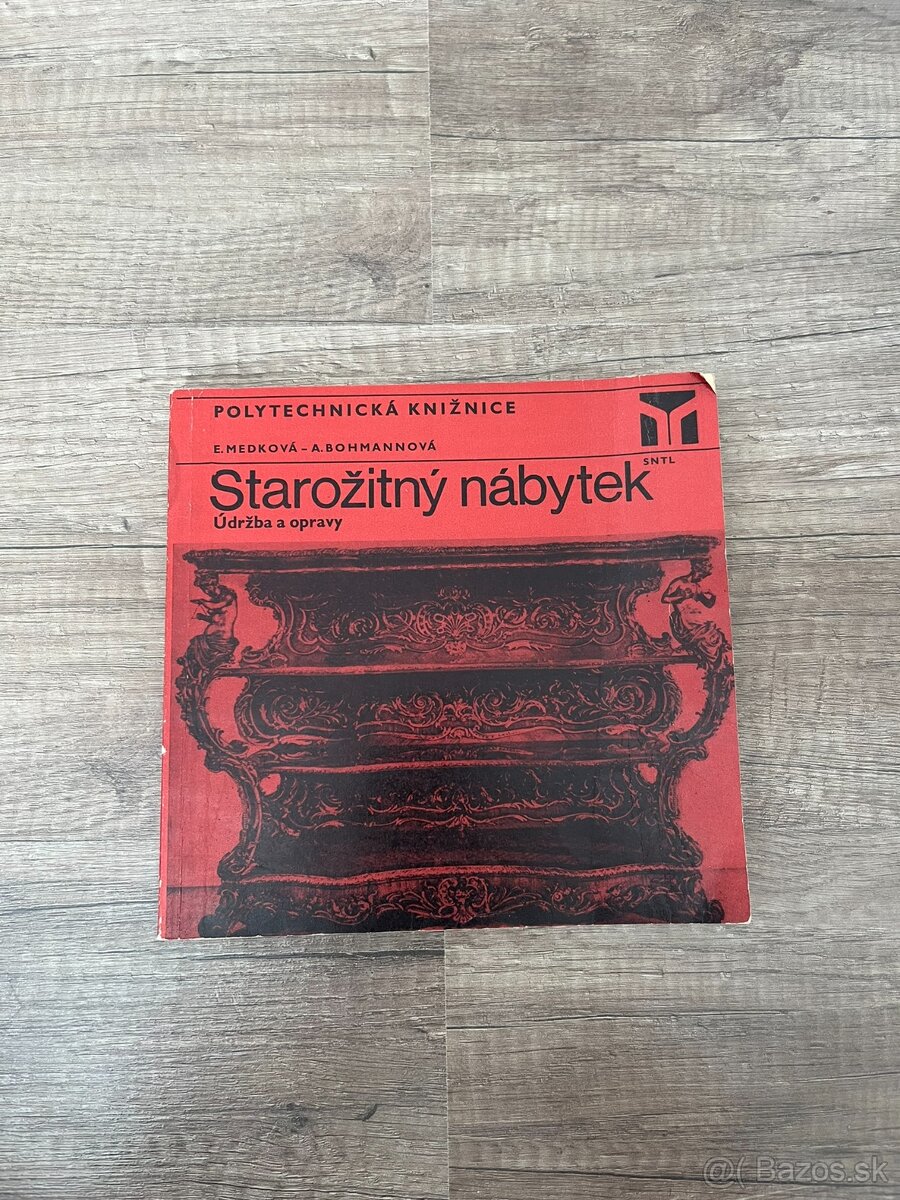 POLYTECHNICKÁ KNIŽNICE
E. MEDKOVÁ – A. BOHMANNOVÁ
SNTL
Starožitný nábytek
Údržba a opravy
@( Bazos.sk